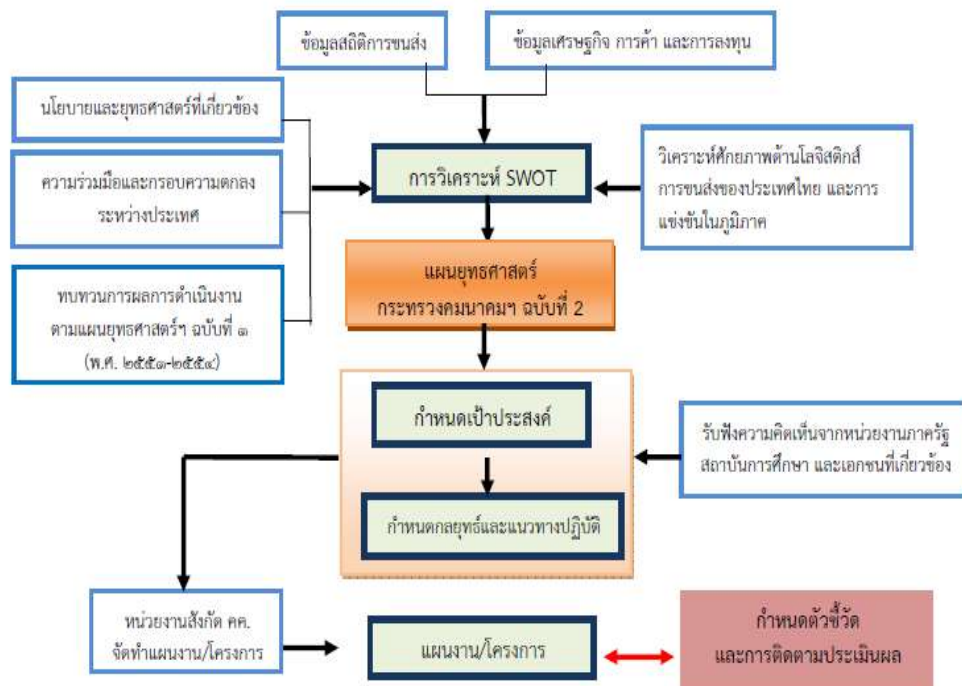 ข้อมูลสถิติการขนส่ง
ข้อมูลเศรษฐกิจ การค้า และการลงทุน
นโยบายและยุทธศาสตร์ที่เกี่ยวข้อง
ความร่วมมือและกรอบความตกลง
ระหว่างประเทศ
ทบทวนการผลการดำเนินงาน
ตามแผนยุทธศาสตร์ฯ ฉบับที่ ๑
(พ.ศ. ๒๕๕๑-๒๕๕๔)
การวิเคราะห์ SWOT
วิเคราะห์ศักยภาพด้านโลจิสติกส์
การขนส่งของประเทศไทย และการ
แข่งขันในภูมิภาค
แผนยุทธศาสตร์
กระทรวงคมนาคมฯ ฉบับที่ 2
กำหนดเป้าประสงค์
กำหนดกลยุทธ์และแนวทางปฏิบัติ
รับฟังความคิดเห็นจากหน่วยงานภาครัฐ
สถาบันการศึกษา และเอกชนที่เกี่ยวข้อง
หน่วยงานสังกัด คค.
จัดทำแผนงาน/โครงการ
แผนงาน/โครงการ
กำหนดตัวชี้วัด
และการติดตามประเมินผล